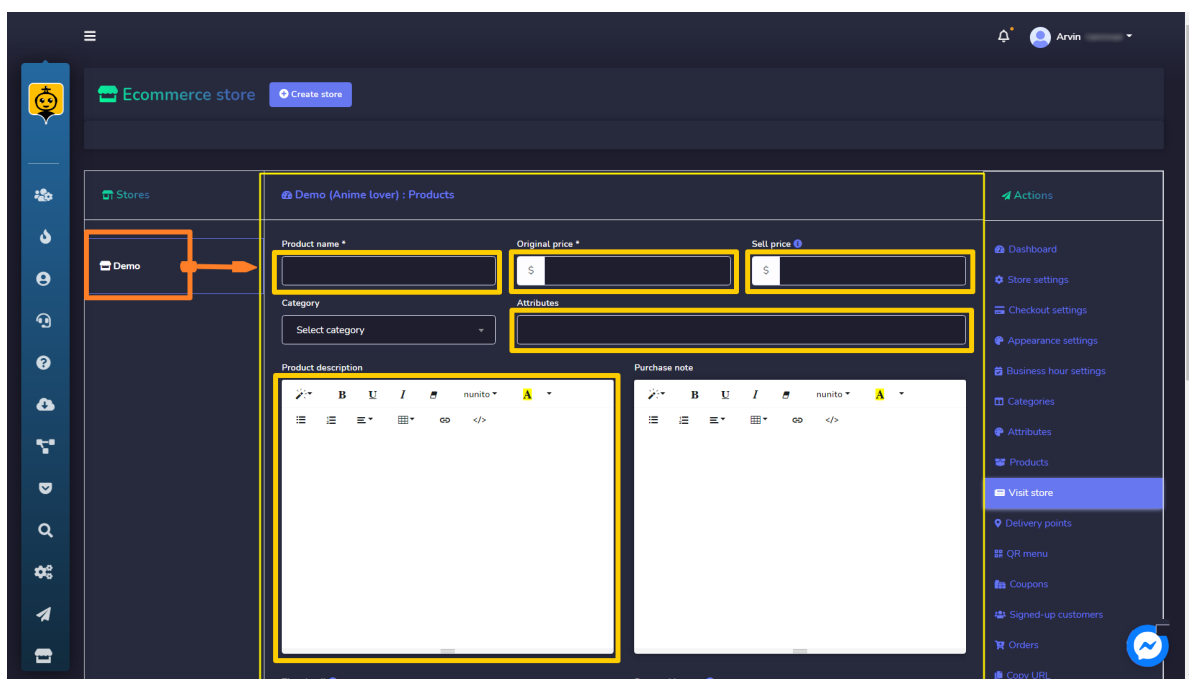 Arvin
Ecommerce store
Create store
Stores
Demo (Anime lover) : Products
Actions
Demo
Product name *
Original price *
Sell price
$
$
Category
Attributes
Select category
Product description
Purchase note
B U I nunito A
B U I nunito A
</>
</>
Dashboard
Store settings
Checkout settings
Appearance settings
Business hour settings
Categories
Attributes
Products
Visit store
Delivery points
QR menu
Coupons
Signed-up customers
Orders
Copy URL